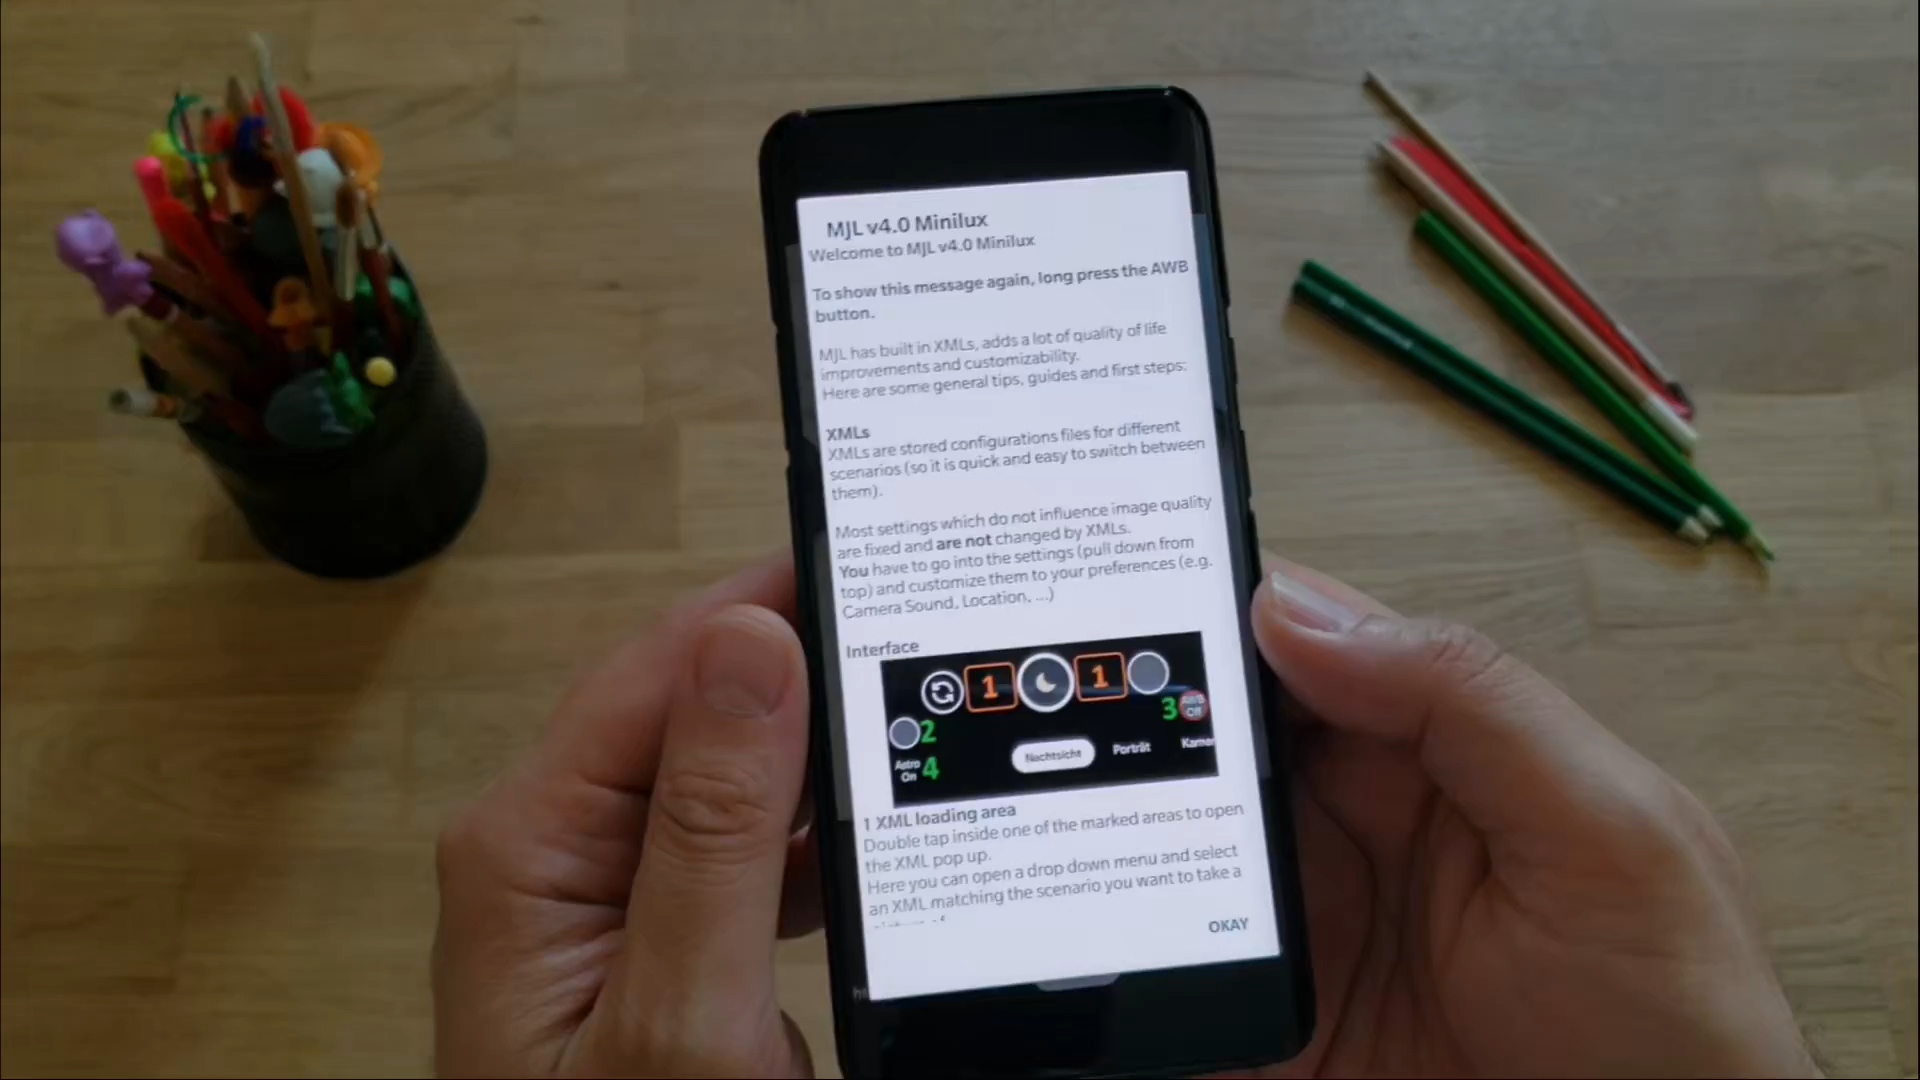 MJL v4.0 Minilux
Welcome to MJL v4.0 Minilux
To show this message again, long press the AWB
button.
MJL has built in XMLs, adds a lot of quality of life
improvements and customizability.
Here are some general tips, guides and first steps:
XMLs
XMLs are stored configurations files for different
scenarios (so it is quick and easy to switch between
them).
Most settings which do not influence image quality
are fixed and are not changed by XMLs.
You have to go into the settings (pull down from
top) and customize them to your preferences (e.g.
Camera Sound, Location, ...)
Interface
1 1
2 3 AWB
Off
Astro
On 4 Nachtsicht Porträt Kamer
1 XML loading area
Double tap inside one of the marked areas to open
the XML pop up.
Here you can open a drop down menu and select
an XML matching the scenario you want to take a
OKAY